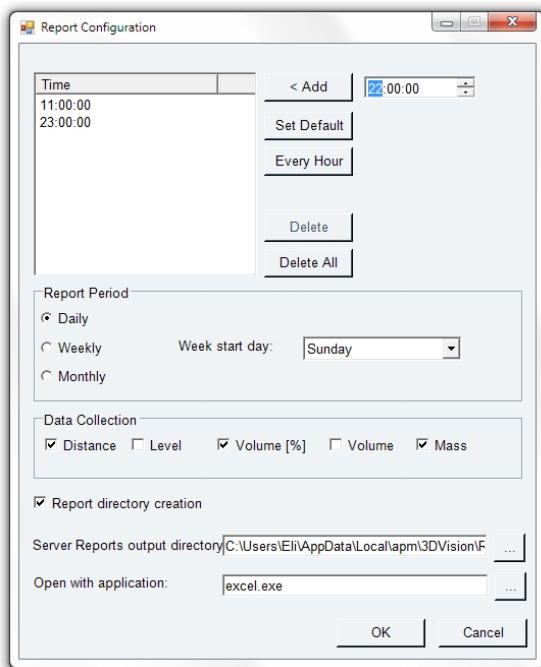 Report Configuration
Time
11:00:00
23:00:00
< Add
22:00:00
Set Default
Every Hour
Delete
Delete All
Report Period
Daily
Weekly
Week start day:
Sunday
Monthly
Data Collection
Distance
Level
Volume [%]
Volume
Mass
Report directory creation
Server Reports output directory
C:\Users\Eli\AppData\Local\apm\3DVision\R
...
Open with application:
excel.exe
...
OK
Cancel